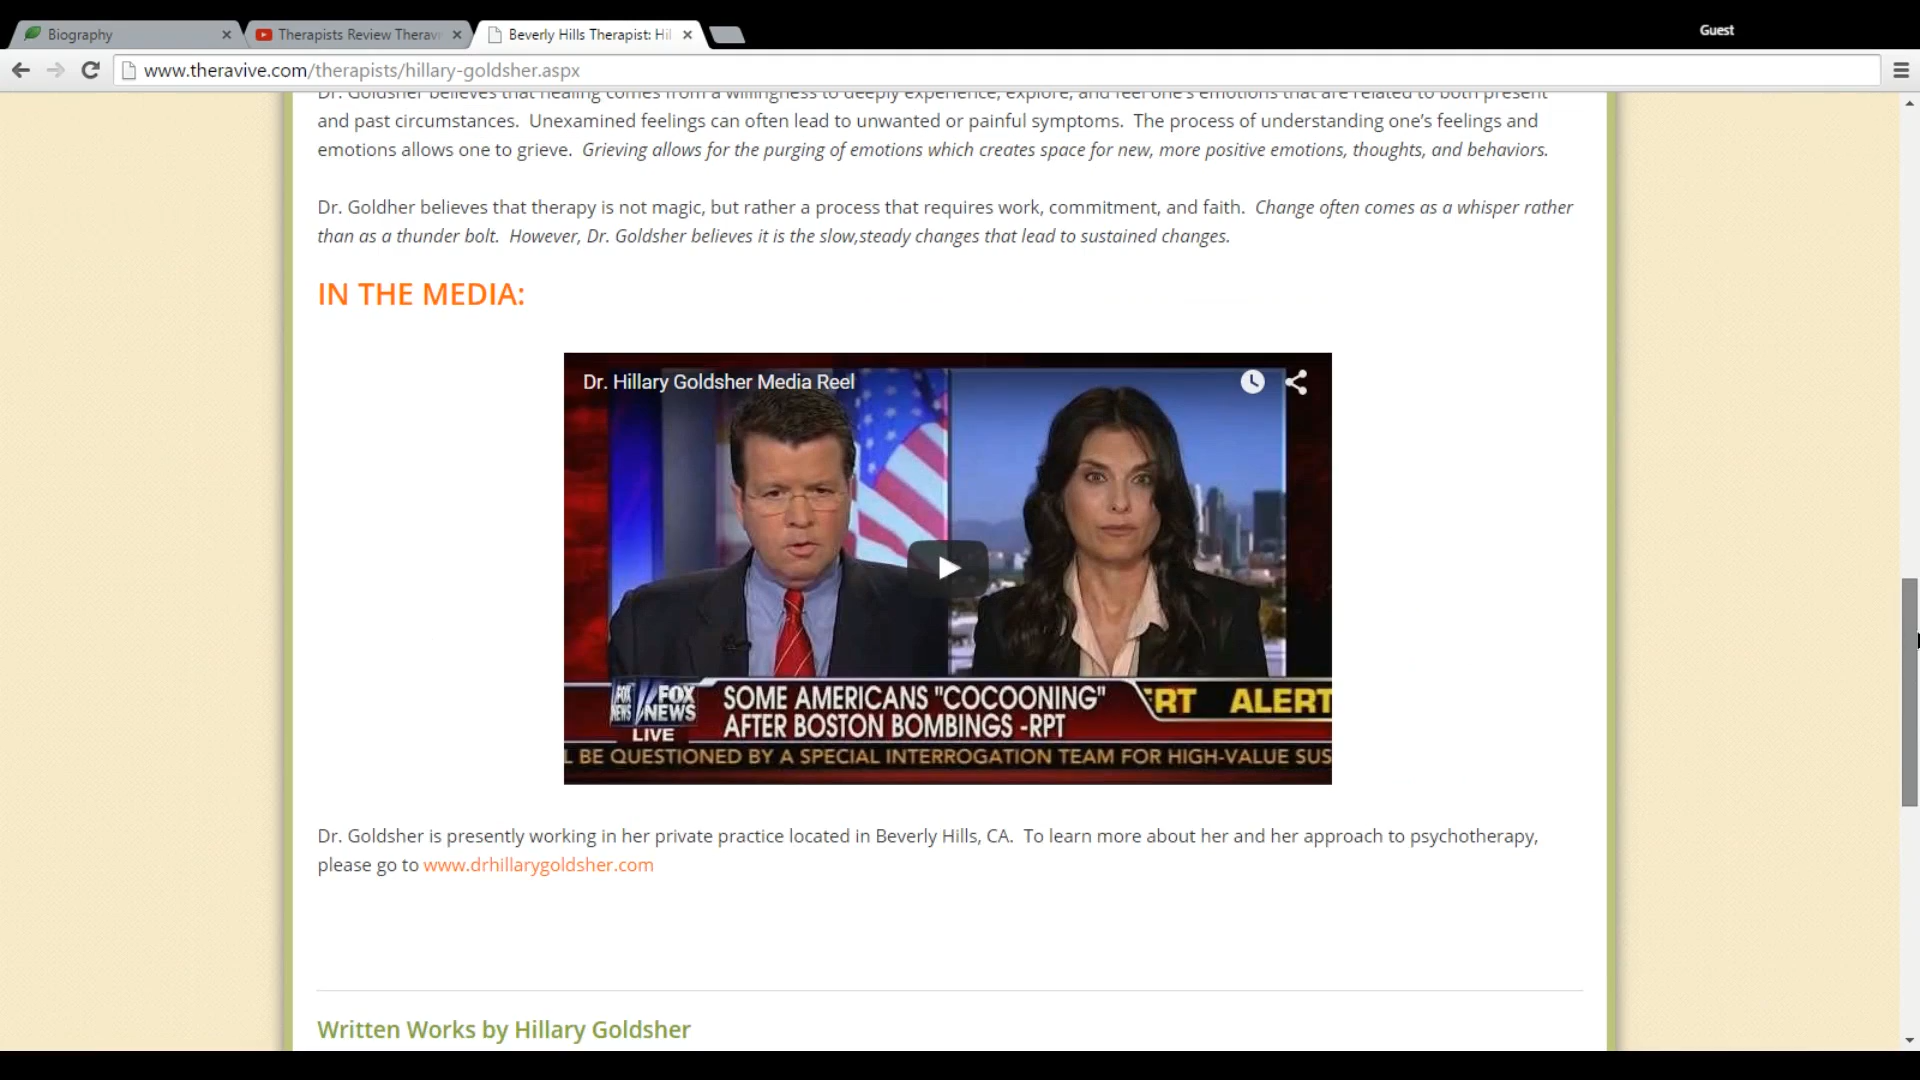 Biography
Therapists Review Therav
Beverly Hills Therapist: Hil
Guest
www.theravive.com/therapists/hillary-goldsher.aspx
Dr. Goldsher believes that healing comes from a willingness to deeply experience, explore, and feel one's emotions that are related to both present
and past circumstances. Unexamined feelings can often lead to unwanted or painful symptoms. The process of understanding one's feelings and
emotions allows one to grieve. Grieving allows for the purging of emotions which creates space for new, more positive emotions, thoughts, and behaviors.
Dr. Goldher believes that therapy is not magic, but rather a process that requires work, commitment, and faith. Change often comes as a whisper rather
than as a thunder bolt. However, Dr. Goldsher believes it is the slow,steady changes that lead to sustained changes.
IN THE MEDIA:
Dr. Hillary Goldsher Media Reel
FOX NEWS
FOX NEWS
LIVE
SOME AMERICANS "COCOONING"
AFTER BOSTON BOMBINGS -RPT
ERT ALERT
L BE QUESTIONED BY A SPECIAL INTERROGATION TEAM FOR HIGH-VALUE SUS
Dr. Goldsher is presently working in her private practice located in Beverly Hills, CA. To learn more about her and her approach to psychotherapy,
please go to www.drhillarygoldsher.com
Written Works by Hillary Goldsher